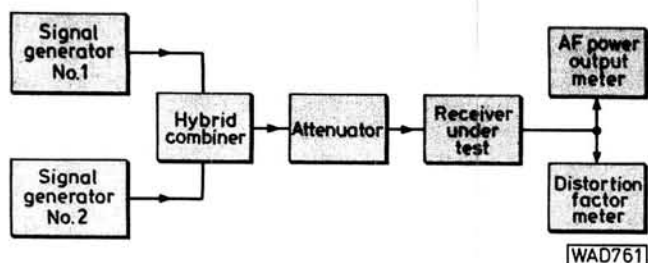 Signal
generator
No.1
Signal
generator
No.2
Hybrid
combiner
Attenuator
Receiver
under
test
AF power
output
meter
Distortion
factor
meter
WAD761